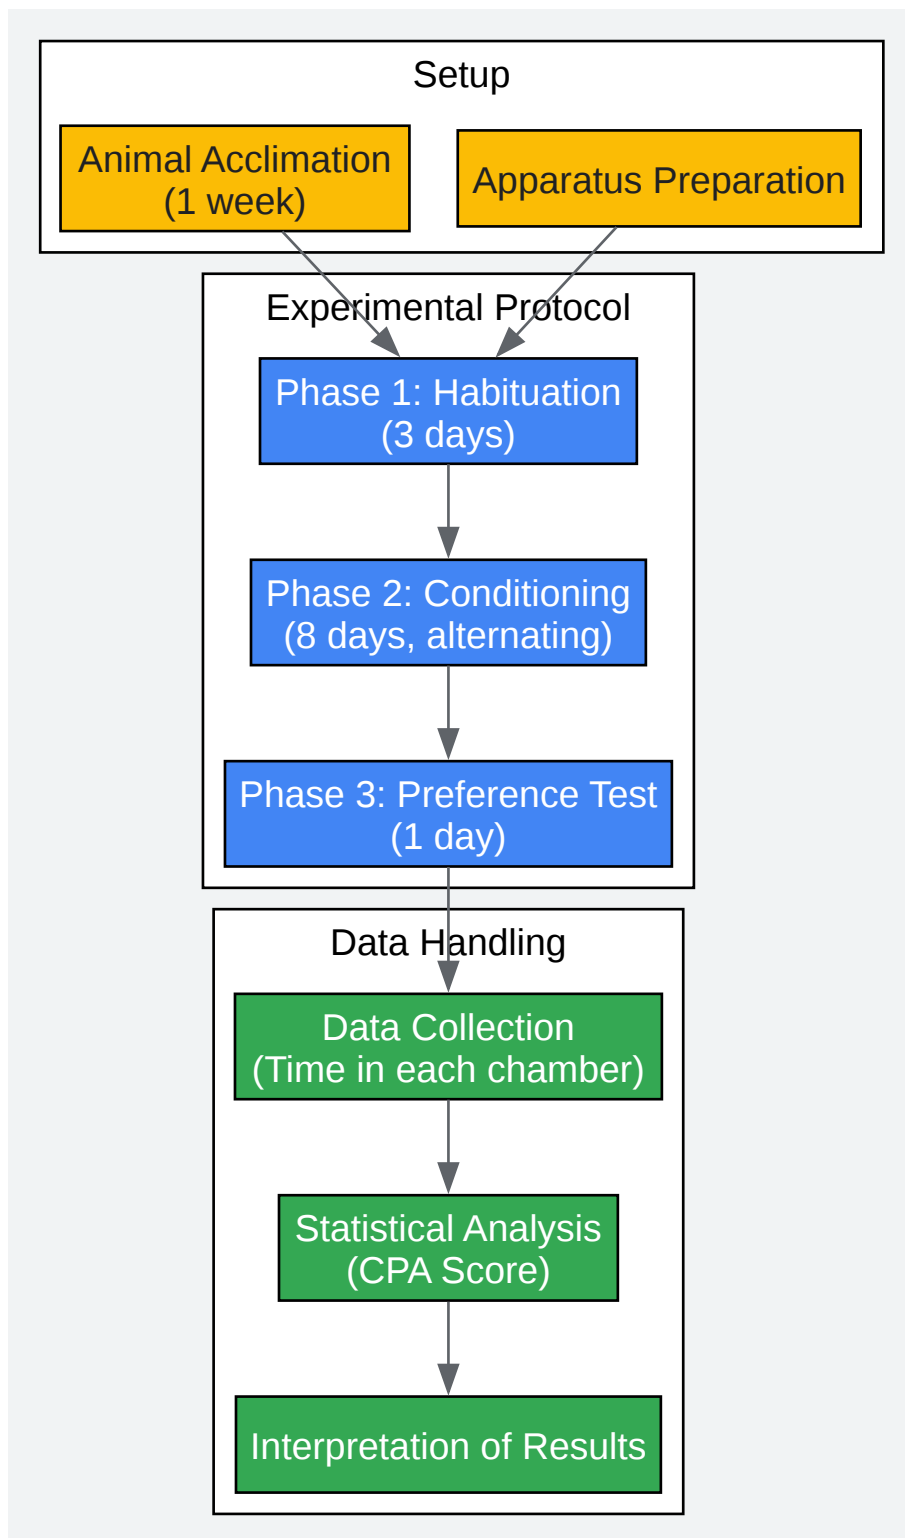 Setup
Animal Acclimation
(1 week)
Apparatus Preparation
Experimental Protocol
Phase 1: Habituation
(3 days)
Phase 2: Conditioning
(8 days, alternating)
Phase 3: Preference Test
(1 day)
Data Handling
Data Collection
(Time in each chamber)
Statistical Analysis
(CPA Score)
Interpretation of Results